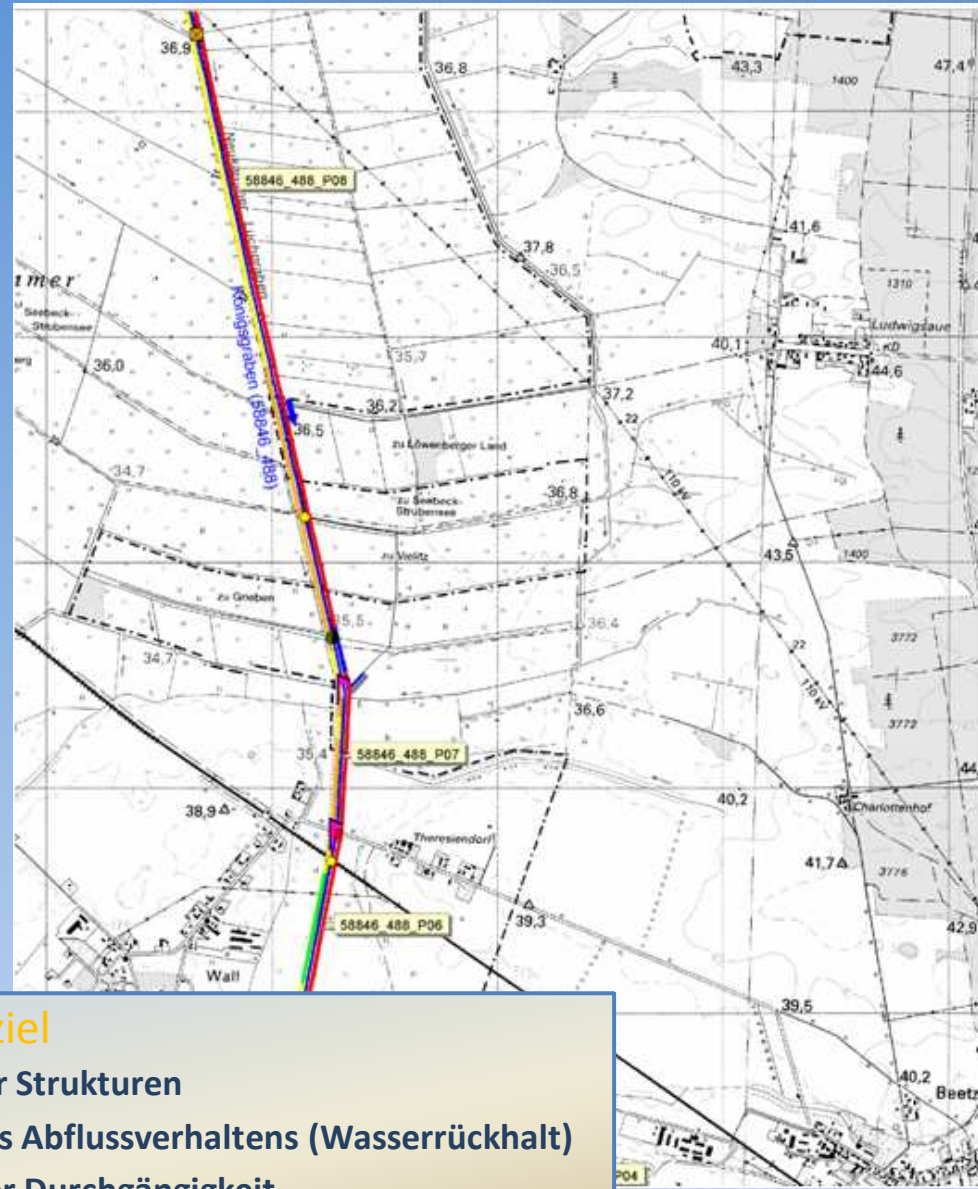 36,9
36,8
43,3
1400
47,4
58846_488_P08
41,6
37,8
36,5
1310
mmer
Seebeck-
Strubensee
Königsgraben (58846_488)
Ludwigsaue
KD
40,1
44,6
35,7
36,0
36,2
37,2
36,5
22
zu Löwenberger Land
34,7
36,8
zu Seebeck-
Strubensee
110 kV
43,5
1400
zu Vielitz
zu Grieben
35,5
36,4
3772
34,7
22
110 kV
36,6
3772
35,4
58846_488_P07
44
40,2
38,9
Charlottenhof
Theresiendorf
41,7
3776
39,3
58846_488_P06
42,9
Wall
39,5
ziel
r Strukturen
40,2
Beetz
s Abflussverhaltens (Wasserrückhalt)
r Durchgängigkeit
P04